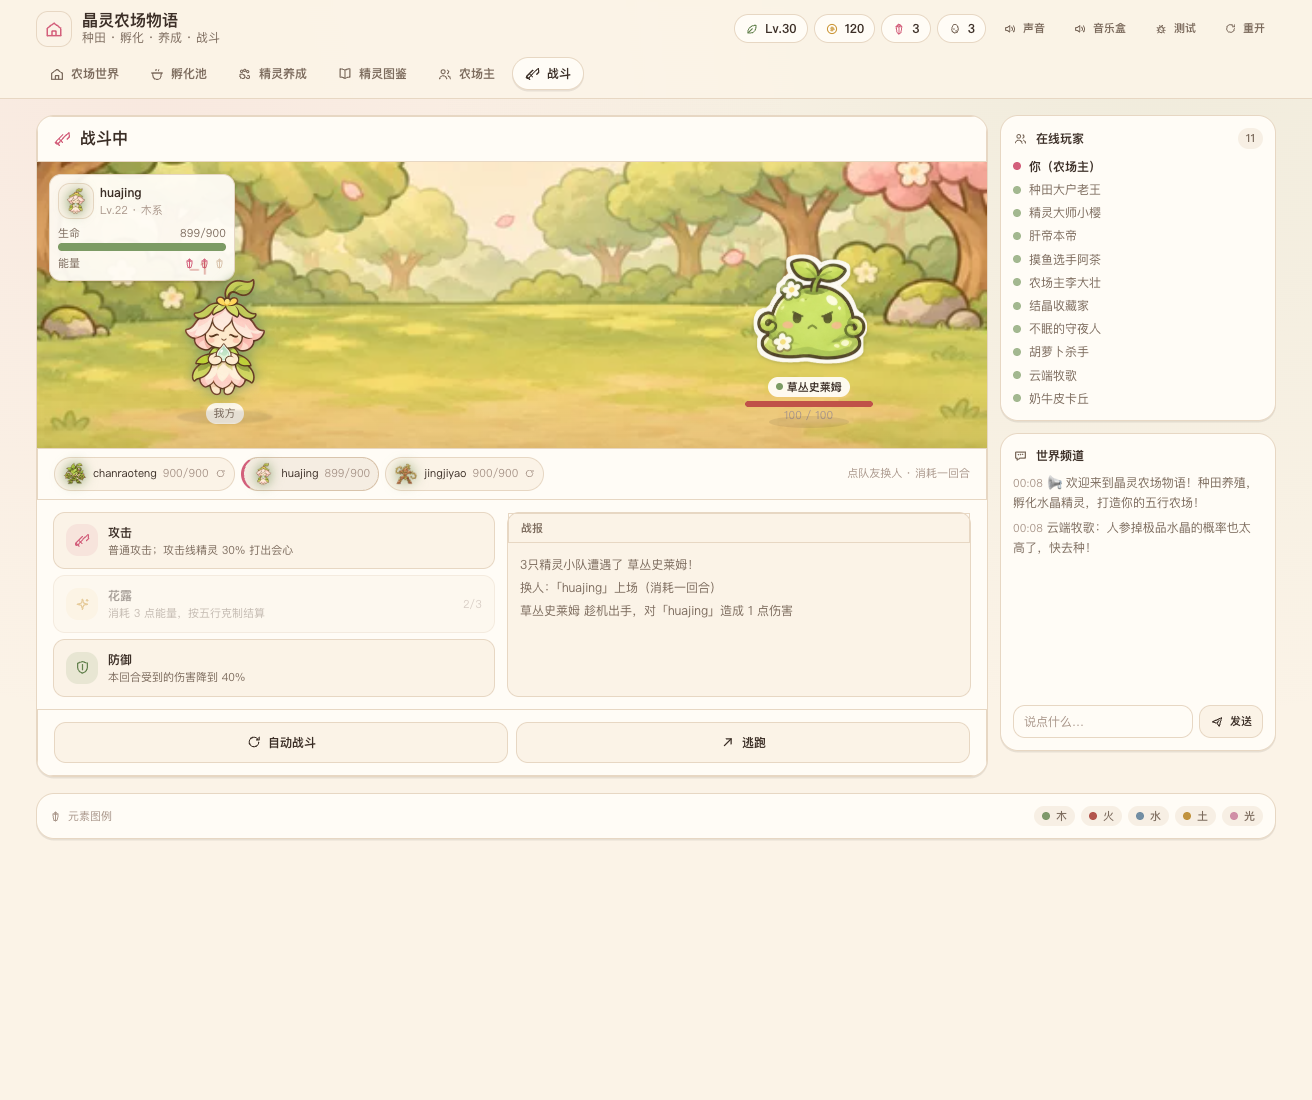 晶灵农场物语
种田 · 孵化 · 养成 · 战斗
Lv.30
120
3
3
声音
音乐盒
测试
重开
农场世界
孵化池
精灵养成
精灵图鉴
农场主
战斗
战斗中
huajing
Lv.22 · 木系
生命
899/900
能量
我方
草丛史莱姆
100 / 100
chanraoteng 900/900
huajing 899/900
jingjiyao 900/900
点队友换人 · 消耗一回合
攻击
普通攻击；攻击线精灵 30% 打出会心
花露
消耗 3 点能量，按五行克制结算
2/3
防御
本回合受到的伤害降到 40%
战报
3只精灵小队遭遇了 草丛史莱姆！
换人：「huajing」上场（消耗一回合）
草丛史莱姆 趁机出手，对「huajing」造成 1 点伤害
自动战斗
逃跑
在线玩家
11
你（农场主）
种田大户老王
精灵大师小樱
肝帝本帝
摸鱼选手阿茶
农场主李大壮
结晶收藏家
不眠的守夜人
胡萝卜杀手
云端牧歌
奶牛皮卡丘
世界频道
00:08 欢迎来到晶灵农场物语！种田养殖，
孵化水晶精灵，打造你的五行农场！
00:08 云端牧歌：人参掉极品水晶的概率也太
高了，快去种！
说点什么...
发送
元素图例
木
火
水
土
光